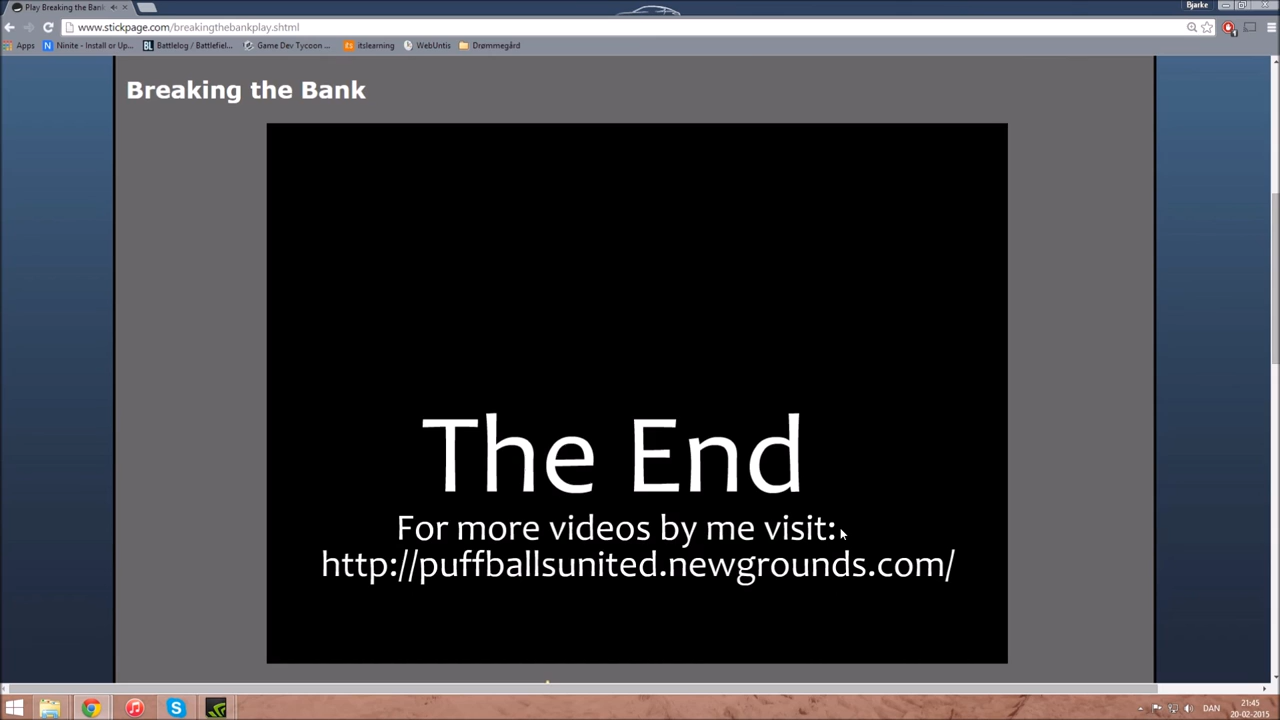 Play Breaking the Bank
Bjarke
www.stickpage.com/breakingthebankplay.shtml
Apps
Ninite - Install or Up...
BL Battlelog / Battlefiel...
Game Dev Tycoon ...
itslearning
WebUntis
Drømmegård
Breaking the Bank
The End
For more videos by me visit:
http://puffballsunited.newgrounds.com/
DAN
21:45
20-02-2015